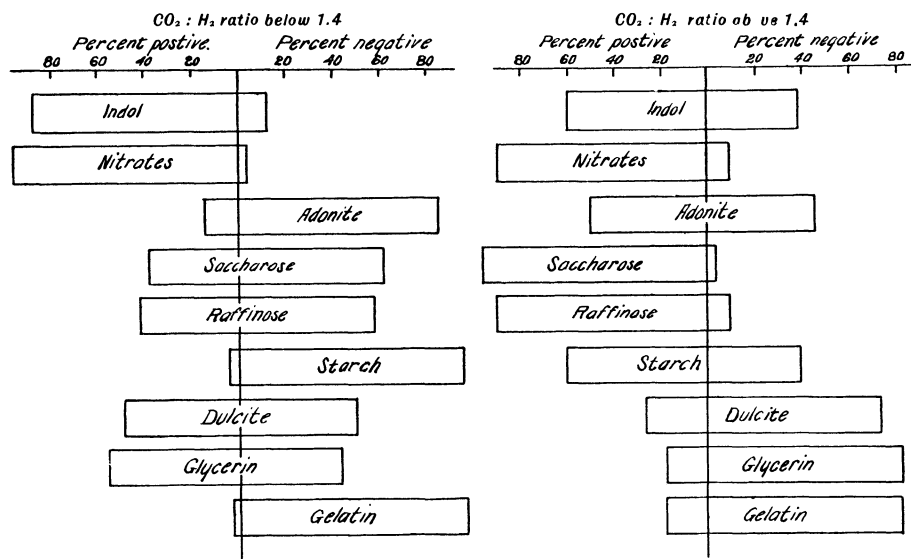 CO₂ : H₂ ratio below 1.4
Percent postive. Percent negative
80 60 40 20 20 40 60 80
Indol
Nitrates
Adonite
Saccharose
Raffinose
Starch
Dulcite
Glycerin
Gelatin
CO₂ : H₂ ratio ab ve 1.4
Percent positive Percent negative
80 60 40 20 20 40 60 80
Indol
Nitrates
Adonite
Saccharose
Raffinose
Starch
Dulcite
Glycerin
Gelatin